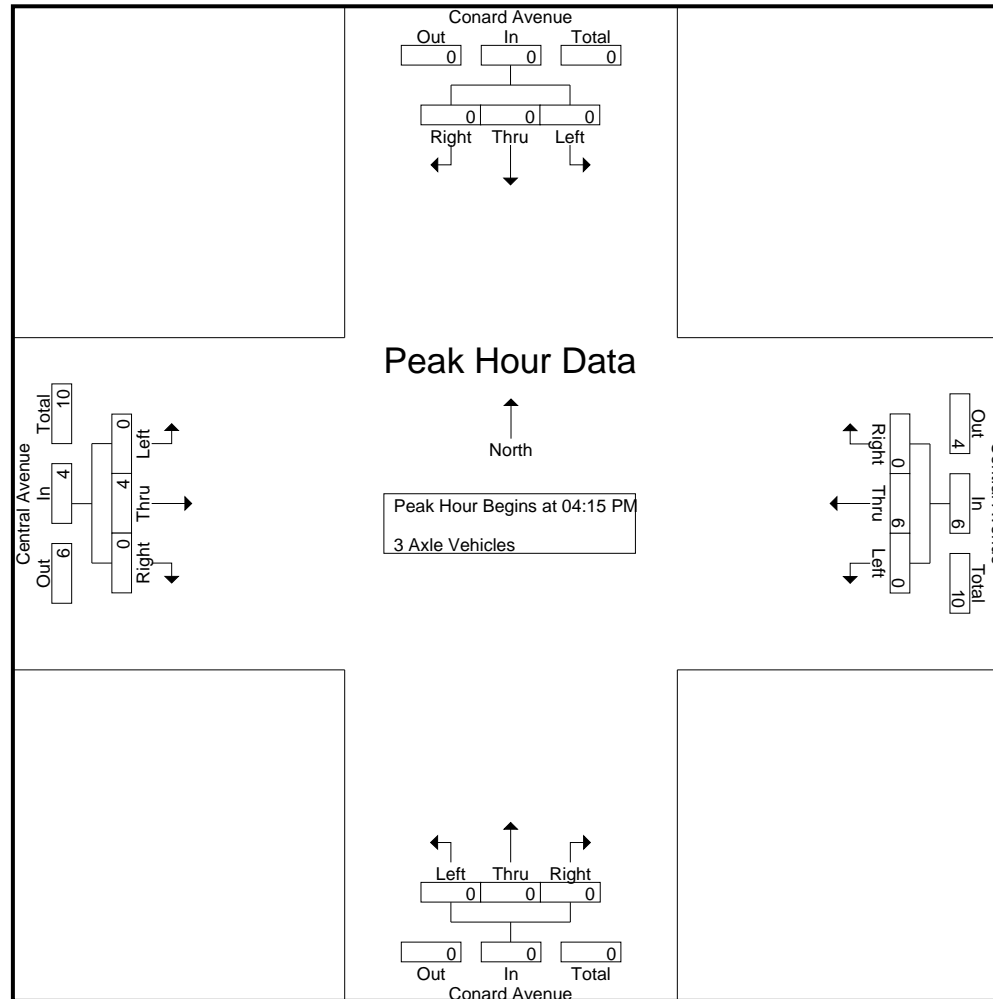 Conard Avenue
Out In Total
0 0 0
0 0 0
Right Thru Left
Peak Hour Data
North
Peak Hour Begins at 04:15 PM
3 Axle Vehicles
Central Avenue
Total In Out
10 4 6
0 4 0
Left Thru Right
Out In Total
4 6 10
Right Thru Left
0 6 0
Left Thru Right
0 0 0
0 0 0
Out In Total
Conard Avenue